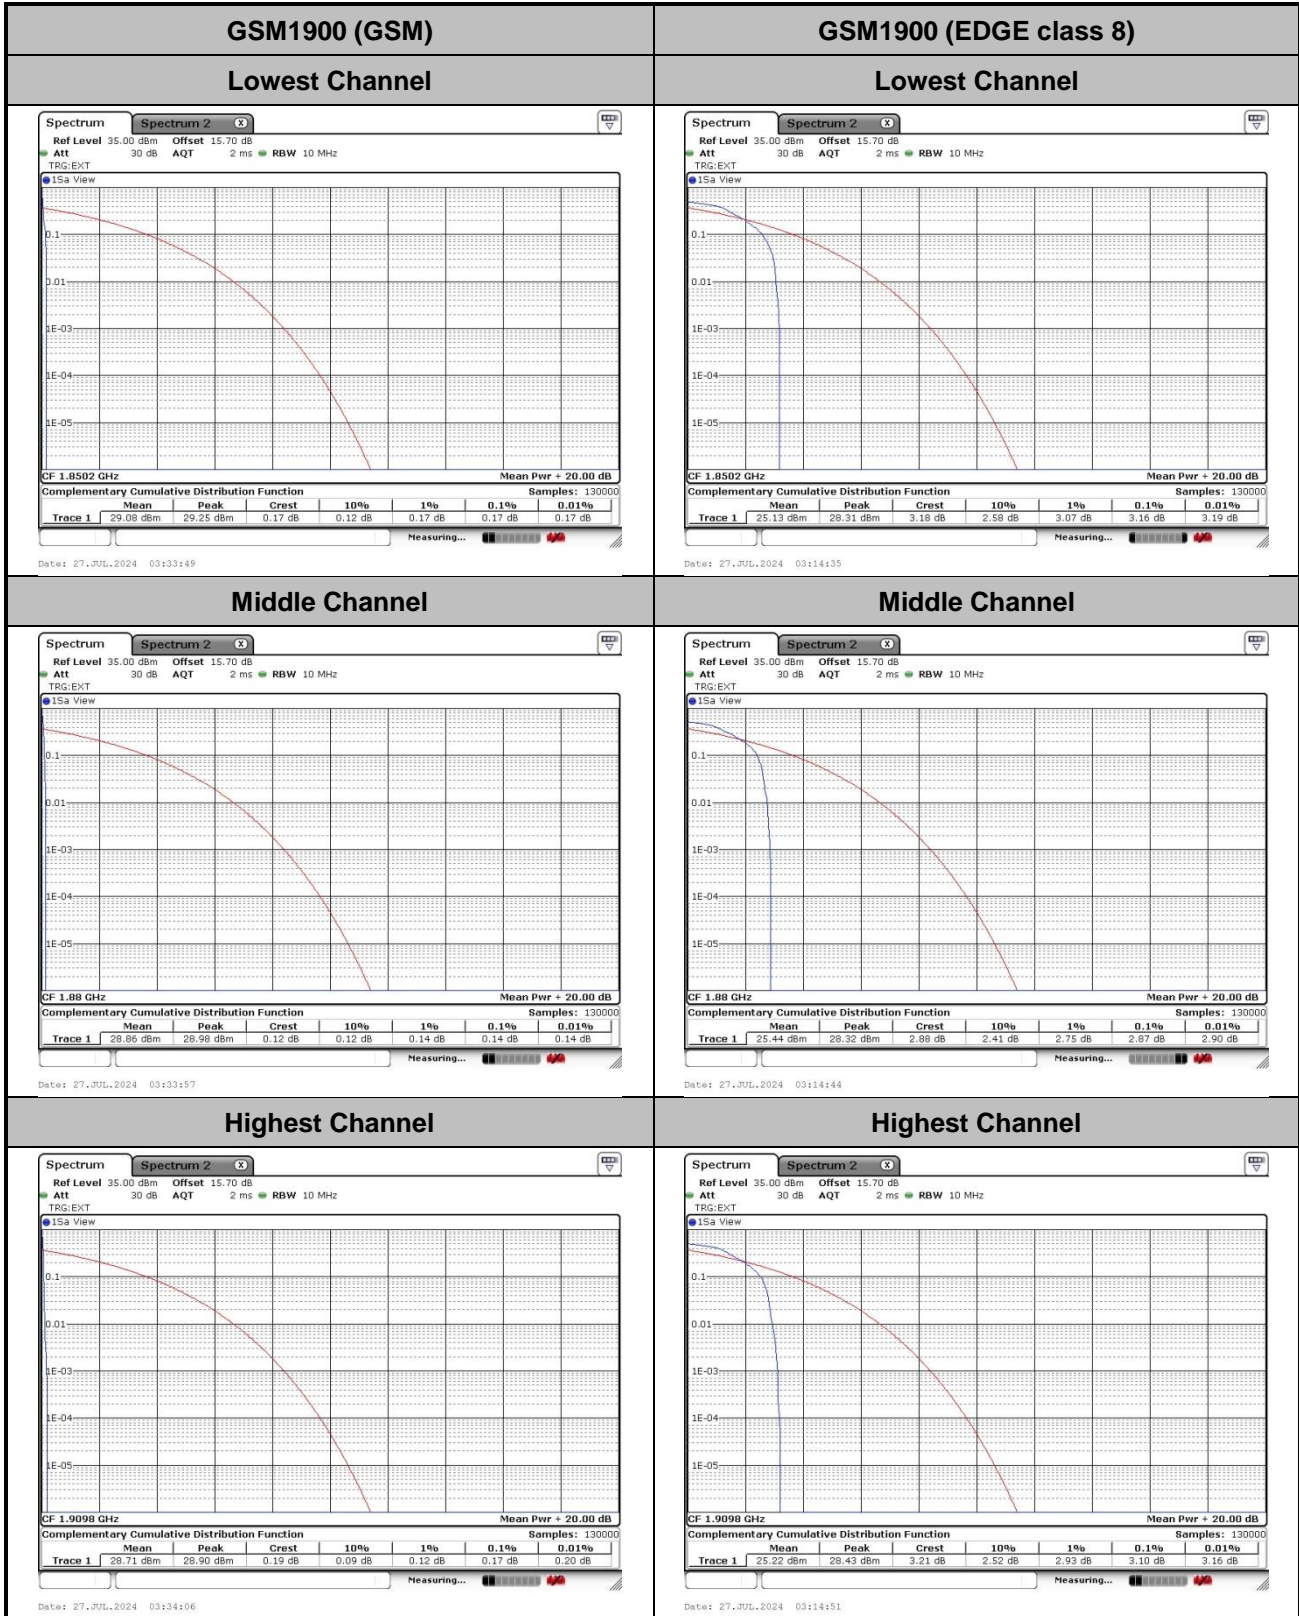 GSM1900 (GSM)
GSM1900 (EDGE class 8)
Lowest Channel
Lowest Channel
Spectrum Spectrum 2 X
Ref Level 35.00 dBm Offset 15.70 dB
Att 30 dB AQT 2 ms RBW 10 MHz
TRG:EXT
1Sa View
0.1
0.01
1E-03
1E-04
1E-05
CF 1.8502 GHz Mean Pwr + 20.00 dB
Complementary Cumulative Distribution Function Samples: 130000
Mean Peak Crest 10% 1% 0.1% 0.01%
Trace 1 29.08 dBm 29.25 dBm 0.17 dB 0.12 dB 0.17 dB 0.17 dB 0.17 dB
Measuring...
Date: 27.JUL.2024 03:33:49
Spectrum Spectrum 2 X
Ref Level 35.00 dBm Offset 15.70 dB
Att 30 dB AQT 2 ms RBW 10 MHz
TRG:EXT
1Sa View
0.1
0.01
1E-03
1E-04
1E-05
CF 1.8502 GHz Mean Pwr + 20.00 dB
Complementary Cumulative Distribution Function Samples: 130000
Mean Peak Crest 10% 1% 0.1% 0.01%
Trace 1 25.13 dBm 28.31 dBm 3.18 dB 2.58 dB 3.07 dB 3.16 dB 3.19 dB
Measuring...
Date: 27.JUL.2024 03:14:35
Middle Channel
Middle Channel
Spectrum Spectrum 2 X
Ref Level 35.00 dBm Offset 15.70 dB
Att 30 dB AQT 2 ms RBW 10 MHz
TRG:EXT
1Sa View
0.1
0.01
1E-03
1E-04
1E-05
CF 1.88 GHz Mean Pwr + 20.00 dB
Complementary Cumulative Distribution Function Samples: 130000
Mean Peak Crest 10% 1% 0.1% 0.01%
Trace 1 28.86 dBm 28.98 dBm 0.12 dB 0.12 dB 0.14 dB 0.14 dB 0.14 dB
Measuring...
Date: 27.JUL.2024 03:33:57
Spectrum Spectrum 2 X
Ref Level 35.00 dBm Offset 15.70 dB
Att 30 dB AQT 2 ms RBW 10 MHz
TRG:EXT
1Sa View
0.1
0.01
1E-03
1E-04
1E-05
CF 1.88 GHz Mean Pwr + 20.00 dB
Complementary Cumulative Distribution Function Samples: 130000
Mean Peak Crest 10% 1% 0.1% 0.01%
Trace 1 25.44 dBm 28.32 dBm 2.88 dB 2.41 dB 2.75 dB 2.87 dB 2.90 dB
Measuring...
Date: 27.JUL.2024 03:14:44
Highest Channel
Highest Channel
Spectrum Spectrum 2 X
Ref Level 35.00 dBm Offset 15.70 dB
Att 30 dB AQT 2 ms RBW 10 MHz
TRG:EXT
1Sa View
0.1
0.01
1E-03
1E-04
1E-05
CF 1.9098 GHz Mean Pwr + 20.00 dB
Complementary Cumulative Distribution Function Samples: 130000
Mean Peak Crest 10% 1% 0.1% 0.01%
Trace 1 28.71 dBm 28.90 dBm 0.19 dB 0.09 dB 0.12 dB 0.17 dB 0.20 dB
Measuring...
Date: 27.JUL.2024 03:34:06
Spectrum Spectrum 2 X
Ref Level 35.00 dBm Offset 15.70 dB
Att 30 dB AQT 2 ms RBW 10 MHz
TRG:EXT
1Sa View
0.1
0.01
1E-03
1E-04
1E-05
CF 1.9098 GHz Mean Pwr + 20.00 dB
Complementary Cumulative Distribution Function Samples: 130000
Mean Peak Crest 10% 1% 0.1% 0.01%
Trace 1 25.22 dBm 28.43 dBm 3.21 dB 2.52 dB 2.93 dB 3.10 dB 3.16 dB
Measuring...
Date: 27.JUL.2024 03:14:51